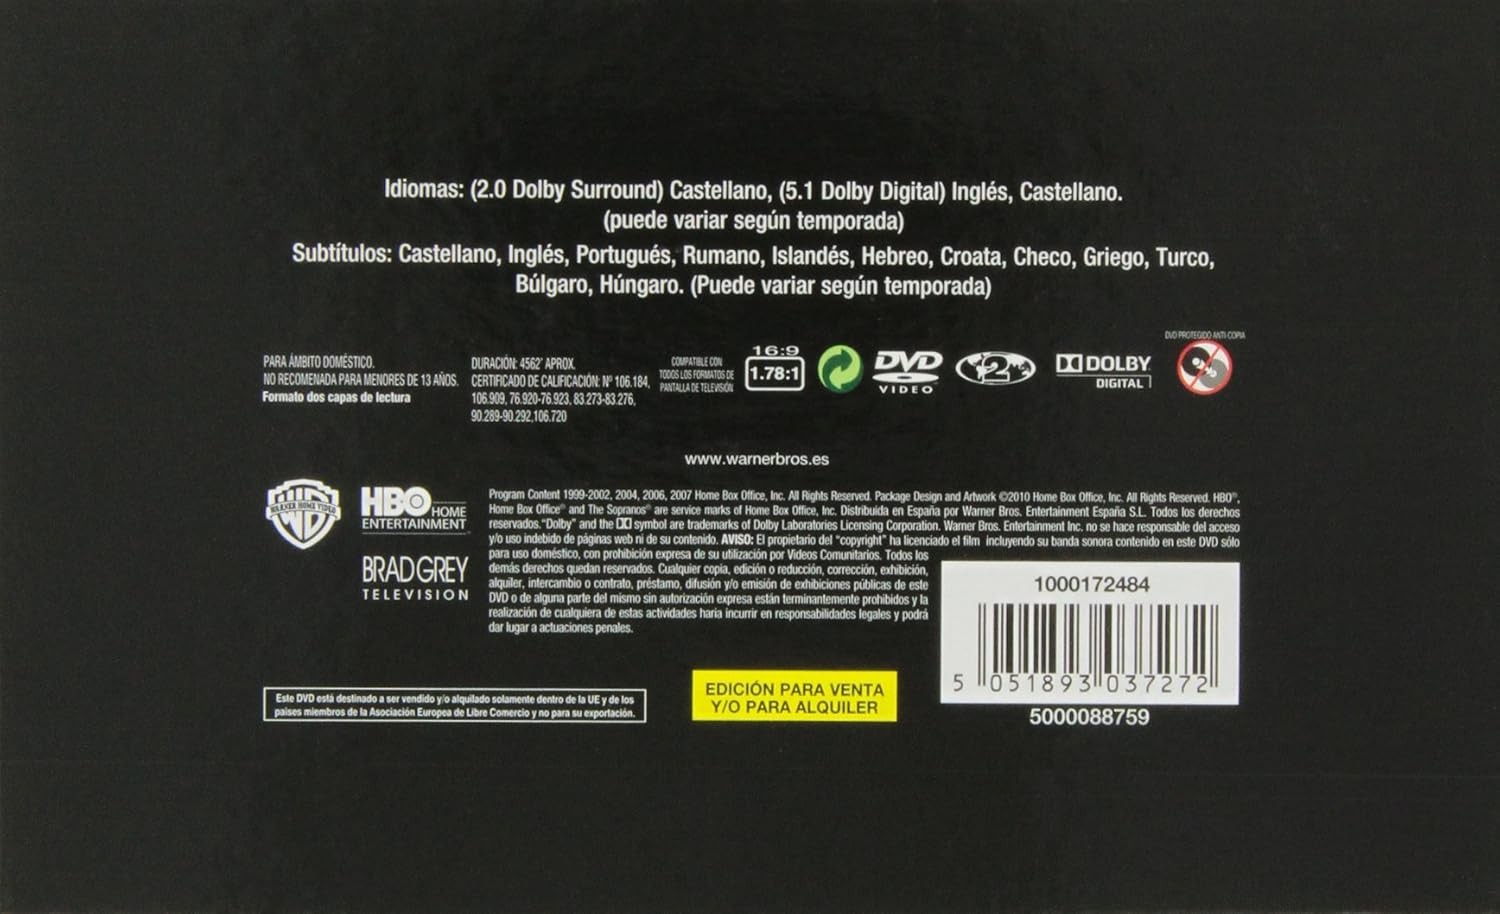 Idiomas: (2.0 Dolby Surround) Castellano, (5.1 Dolby Digital) Inglés, Castellano.
(puede variar según temporada)
Subtítulos: Castellano, Inglés, Portugués, Rumano, Islandés, Hebreo, Croata, Checo, Griego, Turco,
Búlgaro, Húngaro. (Puede variar según temporada)
PARA ÁMBITO DOMÉSTICO.
NO RECOMENADA PARA MENORES DE 13 AÑOS.
Formato dos capas de lectura
DURACIÓN: 4562' APROX.
CERTIFICADO DE CALIFICACIÓN: Nº 106.184,
106.909, 76.920-76.923, 83.273-83.276,
90.289-90.292,106.720
COMPATIBLE CON
TODOS LOS FORMATOS DE
PANTALLA DE TELEVISIÓN
16:9
1.78:1
DVD
VIDEO
2
DOLBY
DIGITAL
DVD PROTEGIDO ANTI-COPIA
www.warnerbros.es
WARNER HOME VIDEO
HBO HOME
ENTERTAINMENT
BRAD GREY
TELEVISION
Program Content 1999-2002, 2004, 2006, 2007 Home Box Office, Inc. All Rights Reserved. Package Design and Artwork ©2010 Home Box Office, Inc. All Rights Reserved. HBO®,
Home Box Office® and The Sopranos® are service marks of Home Box Office, Inc. Distribuida en España por Warner Bros. Entertainment España S.L. Todos los derechos
reservados."Dolby" and the DD symbol are trademarks of Dolby Laboratories Licensing Corporation. Warner Bros. Entertainment Inc. no se hace responsable del acceso
y/o uso indebido de páginas web ni de su contenido. AVISO: El propietario del "copyright" ha licenciado el film incluyendo su banda sonora contenido en este DVD sólo
para uso doméstico, con prohibición expresa de su utilización por Videos Comunitarios. Todos los
demás derechos quedan reservados. Cualquier copia, edición o reducción, corrección, exhibición,
alquiler, intercambio o contrato, préstamo, difusión y/o emisión de exhibiciones públicas de este
DVD o de alguna parte del mismo sin autorización expresa están terminantemente prohibidos y la
realización de cualquiera de estas actividades haria incurrir en responsabilidades legales y podrá
dar lugar a actuaciones penales.
1000172484
5 051893 037272
5000088759
Este DVD está destinado a ser vendido y/o alquilado solamente dentro de la UE y de los
paises miembros de la Asociación Europea de Libre Comercio y no para su exportación.
EDICIÓN PARA VENTA
Y/O PARA ALQUILER